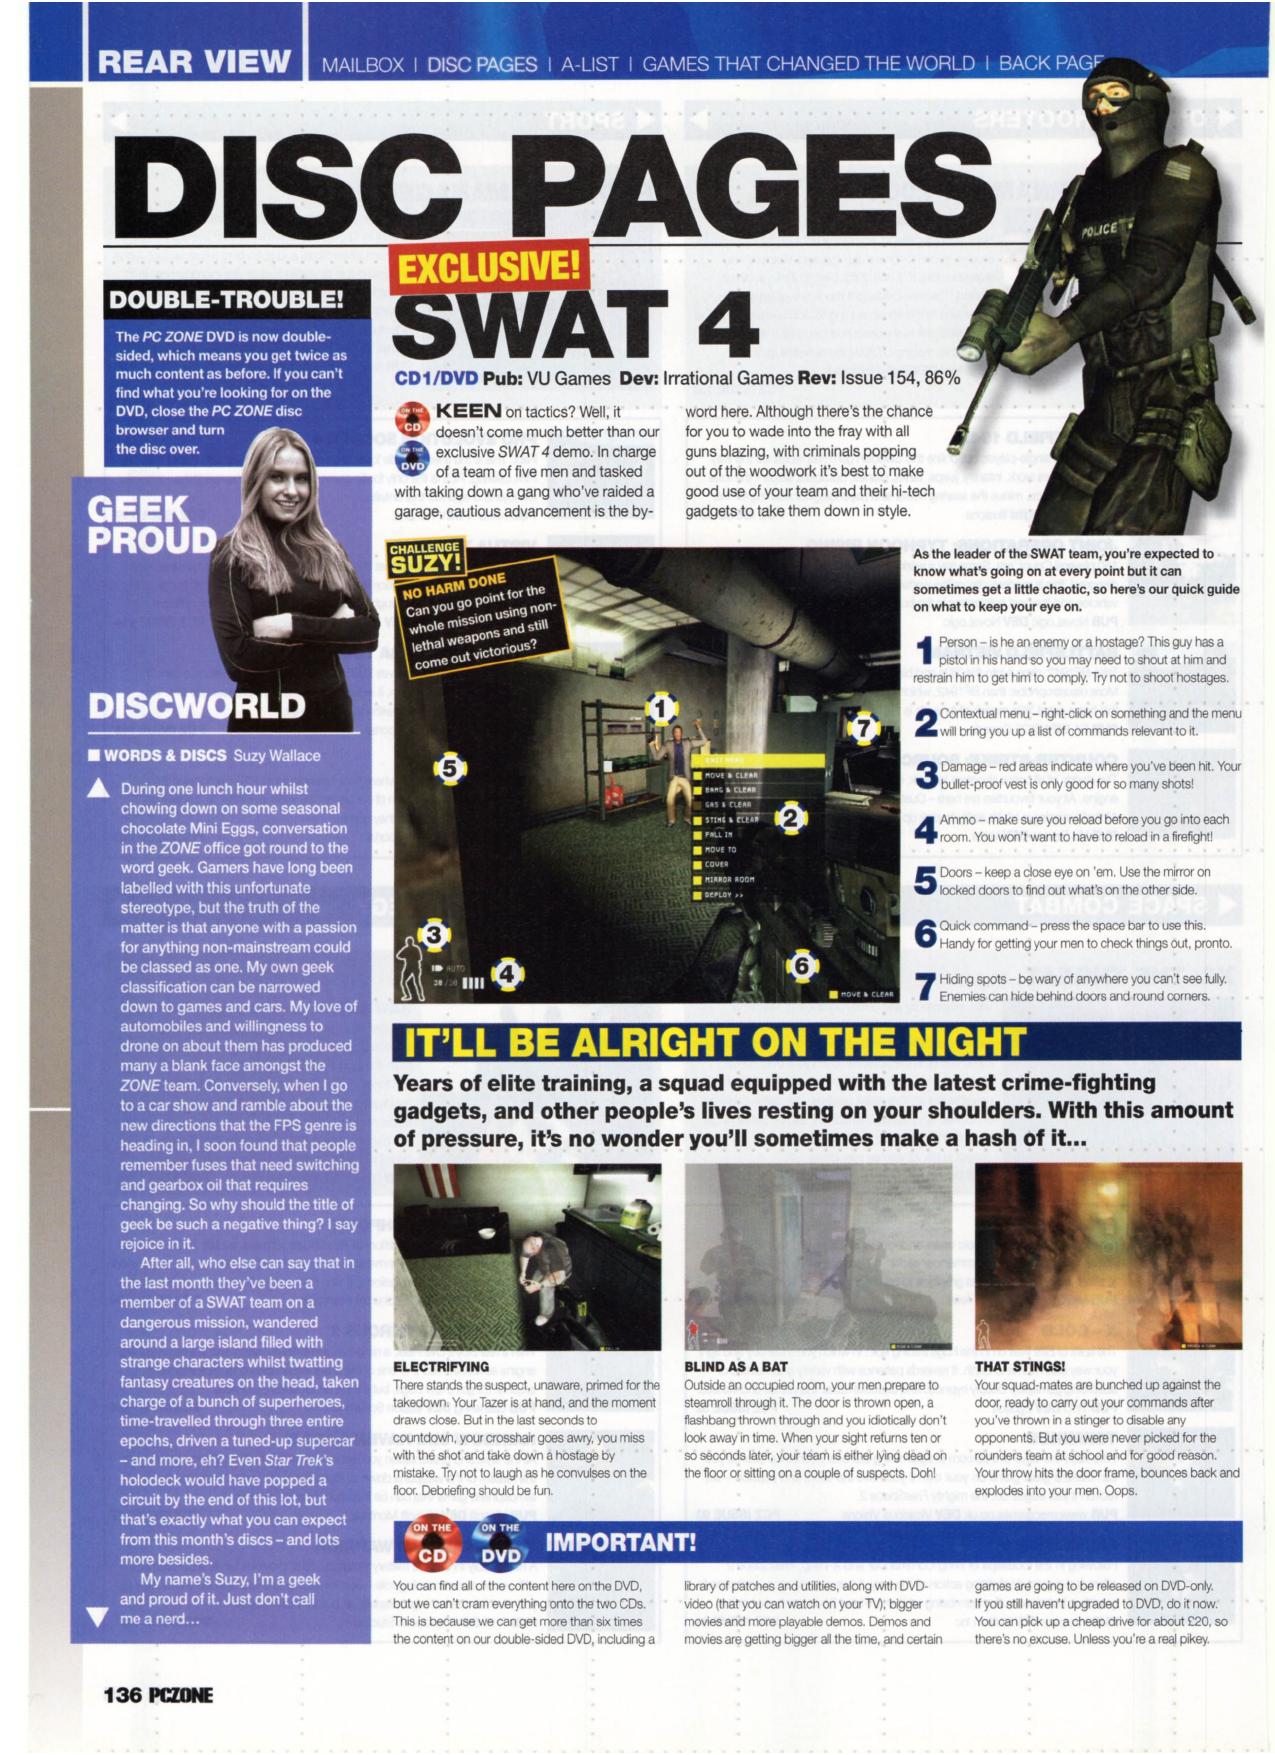 REAR VIEW
MAILBOX | DISC PAGES | A-LIST | GAMES THAT CHANGED THE WORLD | BACK PAGE
DISC PAGES
DOUBLE-TROUBLE!
The PC ZONE DVD is now double-
sided, which means you get twice as
much content as before. If you can't
find what you're looking for on the
DVD, close the PC ZONE disc
browser and turn
the disc over.
GEEK
PROUD
DISCWORLD
WORDS & DISCS Suzy Wallace
During one lunch hour whilst
chowing down on some seasonal
chocolate Mini Eggs, conversation
in the ZONE office got round to the
word geek. Gamers have long been
labelled with this unfortunate
stereotype, but the truth of the
matter is that anyone with a passion
for anything non-mainstream could
be classed as one. My own geek
classification can be narrowed
down to games and cars. My love of
automobiles and willingness to
drone on about them has produced
many a blank face amongst the
ZONE team. Conversely, when I go
to a car show and ramble about the
new directions that the FPS genre is
heading in, I soon found that people
remember fuses that need switching
and gearbox oil that requires
changing. So why should the title of
geek be such a negative thing? I say
rejoice in it.
After all, who else can say that in
the last month they've been a
member of a SWAT team on a
dangerous mission, wandered
around a large island filled with
strange characters whilst twatting
fantasy creatures on the head, taken
charge of a bunch of superheroes,
time-travelled through three entire
epochs, driven a tuned-up supercar
– and more, eh? Even Star Trek's
holodeck would have popped a
circuit by the end of this lot, but
that's exactly what you can expect
from this month's discs – and lots
more besides.
My name's Suzy, I'm a geek
and proud of it. Just don't call
me a nerd...
EXCLUSIVE!
SWAT 4
CD1/DVD Pub: VU Games Dev: Irrational Games Rev: Issue 154, 86%
ON THE CD
ON THE DVD
KEEN on tactics? Well, it
doesn't come much better than our
exclusive SWAT 4 demo. In charge
of a team of five men and tasked
with taking down a gang who've raided a
garage, cautious advancement is the by-
word here. Although there's the chance
for you to wade into the fray with all
guns blazing, with criminals popping
out of the woodwork it's best to make
good use of your team and their hi-tech
gadgets to take them down in style.
POLICE
CHALLENGE
SUZY!
NO HARM DONE
Can you go point for the
whole mission using non-
lethal weapons and still
come out victorious?
1
2
3
4
5
6
7
EXIT MENU
MOVE & CLEAR
BANG & CLEAR
GAS & CLEAR
STING & CLEAR
FALL IN
MOVE TO
COVER
MIRROR ROOM
DEPLOY >>
AUTO
MOVE & CLEAR
As the leader of the SWAT team, you're expected to
know what's going on at every point but it can
sometimes get a little chaotic, so here's our quick guide
on what to keep your eye on.
1 Person – is he an enemy or a hostage? This guy has a
pistol in his hand so you may need to shout at him and
restrain him to get him to comply. Try not to shoot hostages.
2 Contextual menu – right-click on something and the menu
will bring you up a list of commands relevant to it.
3 Damage – red areas indicate where you've been hit. Your
bullet-proof vest is only good for so many shots!
4 Ammo – make sure you reload before you go into each
room. You won't want to have to reload in a firefight!
5 Doors – keep a close eye on 'em. Use the mirror on
locked doors to find out what's on the other side.
6 Quick command – press the space bar to use this.
Handy for getting your men to check things out, pronto.
7 Hiding spots – be wary of anywhere you can't see fully.
Enemies can hide behind doors and round corners.
IT'LL BE ALRIGHT ON THE NIGHT
Years of elite training, a squad equipped with the latest crime-fighting
gadgets, and other people's lives resting on your shoulders. With this amount
of pressure, it's no wonder you'll sometimes make a hash of it...
ELECTRIFYING
There stands the suspect, unaware, primed for the
takedown. Your Tazer is at hand, and the moment
draws close. But in the last seconds to
countdown, your crosshair goes awry, you miss
with the shot and take down a hostage by
mistake. Try not to laugh as he convulses on the
floor. Debriefing should be fun.
BLIND AS A BAT
Outside an occupied room, your men prepare to
steamroll through it. The door is thrown open, a
flashbang thrown through and you idiotically don't
look away in time. When your sight returns ten or
so seconds later, your team is either lying dead on
the floor or sitting on a couple of suspects. Doh!
THAT STINGS!
Your squad-mates are bunched up against the
door, ready to carry out your commands after
you've thrown in a stinger to disable any
opponents. But you were never picked for the
rounders team at school and for good reason.
Your throw hits the door frame, bounces back and
explodes into your men. Oops.
ON THE CD
ON THE DVD
IMPORTANT!
You can find all of the content here on the DVD,
but we can't cram everything onto the two CDs.
This is because we can get more than six times
the content on our double-sided DVD, including a
library of patches and utilities, along with DVD-
video (that you can watch on your TV), bigger
movies and more playable demos. Demos and
movies are getting bigger all the time, and certain
games are going to be released on DVD-only.
If you still haven't upgraded to DVD, do it now.
You can pick up a cheap drive for about £20, so
there's no excuse. Unless you're a real pikey.
136 PCZONE